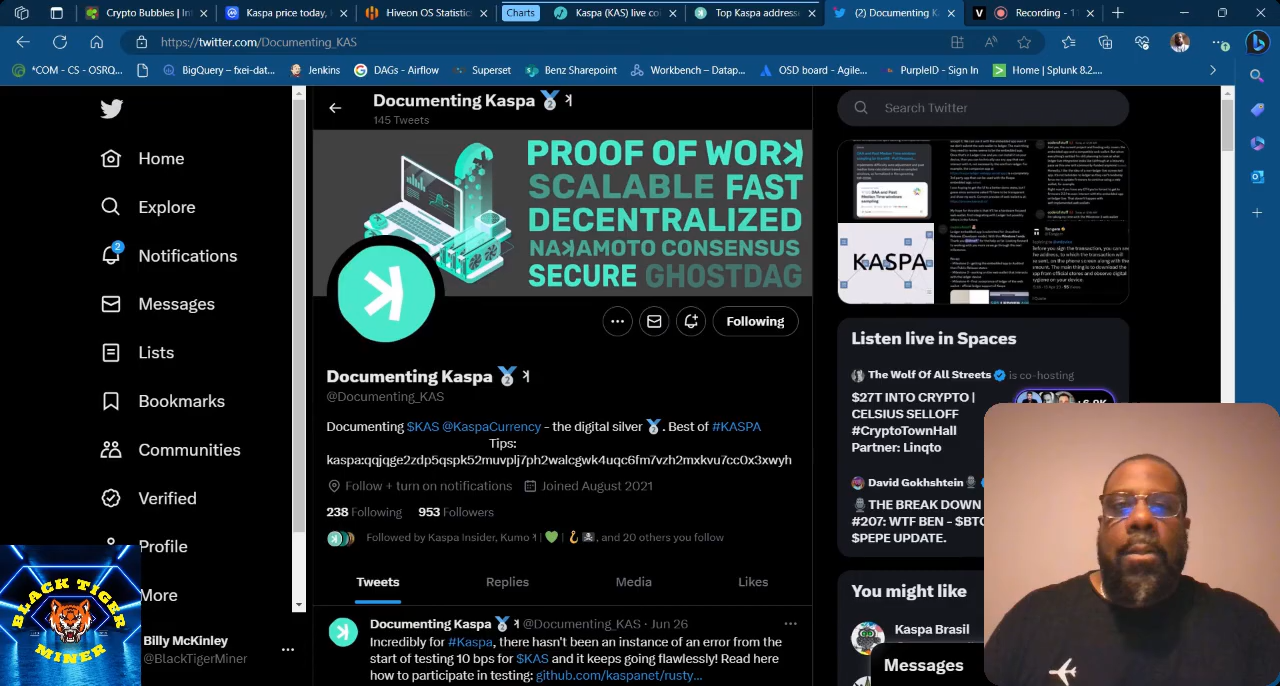 Crypto Bubbles | Int
Kaspa price today,
Hiveon OS Statistic
Charts
Kaspa (KAS) live coi
Top Kaspa address
(2) Documenting K
Recording - 1
https://twitter.com/Documenting_KAS
*COM - CS - OSRQ...
BigQuery – fxei-dat...
Jenkins
DAGs - Airflow
Superset
Benz Sharepoint
Workbench – Datap...
OSD board - Agile...
PurpleID - Sign In
Home | Splunk 8.2....
Home
Explore
2
Notifications
Messages
Lists
Bookmarks
Communities
Verified
Profile
More
Billy McKinley
@BlackTigerMiner
BLACK TIGER
MINER
Documenting Kaspa
145 Tweets
PROOF OF WORK
SCALABLE FAST
DECENTRALIZED
NAKAMOTO CONSENSUS
SECURE GHOSTDAG
Following
Documenting Kaspa
@Documenting_KAS
Documenting $KAS @KaspaCurrency - the digital silver 🥈. Best of #KASPA
Tips:
kaspa:qqjqge2zdp5qspk52muvplj7ph2walcgwk4uqc6fm7vzh2mxkvu7cc0x3xwyh
Follow + turn on notifications Joined August 2021
238 Following 953 Followers
Followed by Kaspa Insider, Kumo, and 20 others you follow
Tweets Replies Media Likes
Documenting Kaspa @Documenting_KAS · Jun 26
Incredibly for #Kaspa, there hasn't been an instance of an error from the
start of testing 10 bps for $KAS and it keeps going flawlessly! Read here
how to participate in testing: github.com/kaspanet/rusty...
Search Twitter
KASPA
Listen live in Spaces
The Wolf Of All Streets is co-hosting
$27T INTO CRYPTO |
CELSIUS SELLOFF
#CryptoTownHall
Partner: Linqto
David Gokhshtein
THE BREAK DOWN
#207: WTF BEN - $BTC
$PEPE UPDATE.
You might like
Kaspa Brasil
Messages